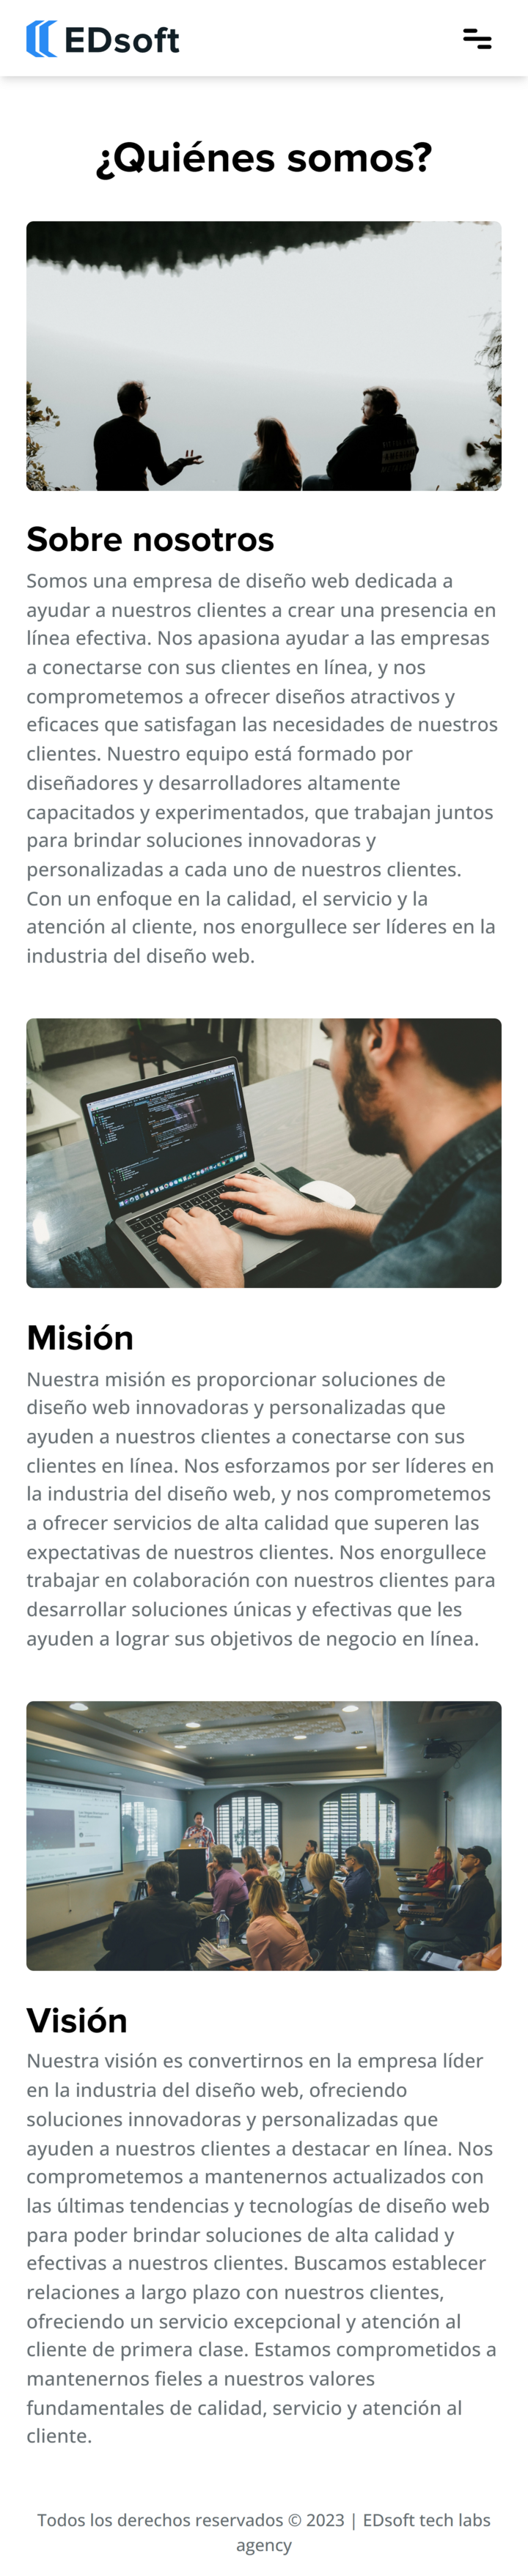 EDsoft
¿Quiénes somos?
Sobre nosotros
Somos una empresa de diseño web dedicada a
ayudar a nuestros clientes a crear una presencia en
línea efectiva. Nos apasiona ayudar a las empresas
a conectarse con sus clientes en línea, y nos
comprometemos a ofrecer diseños atractivos y
eficaces que satisfagan las necesidades de nuestros
clientes. Nuestro equipo está formado por
diseñadores y desarrolladores altamente
capacitados y experimentados, que trabajan juntos
para brindar soluciones innovadoras y
personalizadas a cada uno de nuestros clientes.
Con un enfoque en la calidad, el servicio y la
atención al cliente, nos enorgullece ser líderes en la
industria del diseño web.
Misión
Nuestra misión es proporcionar soluciones de
diseño web innovadoras y personalizadas que
ayuden a nuestros clientes a conectarse con sus
clientes en línea. Nos esforzamos por ser líderes en
la industria del diseño web, y nos comprometemos
a ofrecer servicios de alta calidad que superen las
expectativas de nuestros clientes. Nos enorgullece
trabajar en colaboración con nuestros clientes para
desarrollar soluciones únicas y efectivas que les
ayuden a lograr sus objetivos de negocio en línea.
Visión
Nuestra visión es convertirnos en la empresa líder
en la industria del diseño web, ofreciendo
soluciones innovadoras y personalizadas que
ayuden a nuestros clientes a destacar en línea. Nos
comprometemos a mantenernos actualizados con
las últimas tendencias y tecnologías de diseño web
para poder brindar soluciones de alta calidad y
efectivas a nuestros clientes. Buscamos establecer
relaciones a largo plazo con nuestros clientes,
ofreciendo un servicio excepcional y atención al
cliente de primera clase. Estamos comprometidos a
mantenernos fieles a nuestros valores
fundamentales de calidad, servicio y atención al
cliente.
Todos los derechos reservados © 2023 | EDsoft tech labs
agency